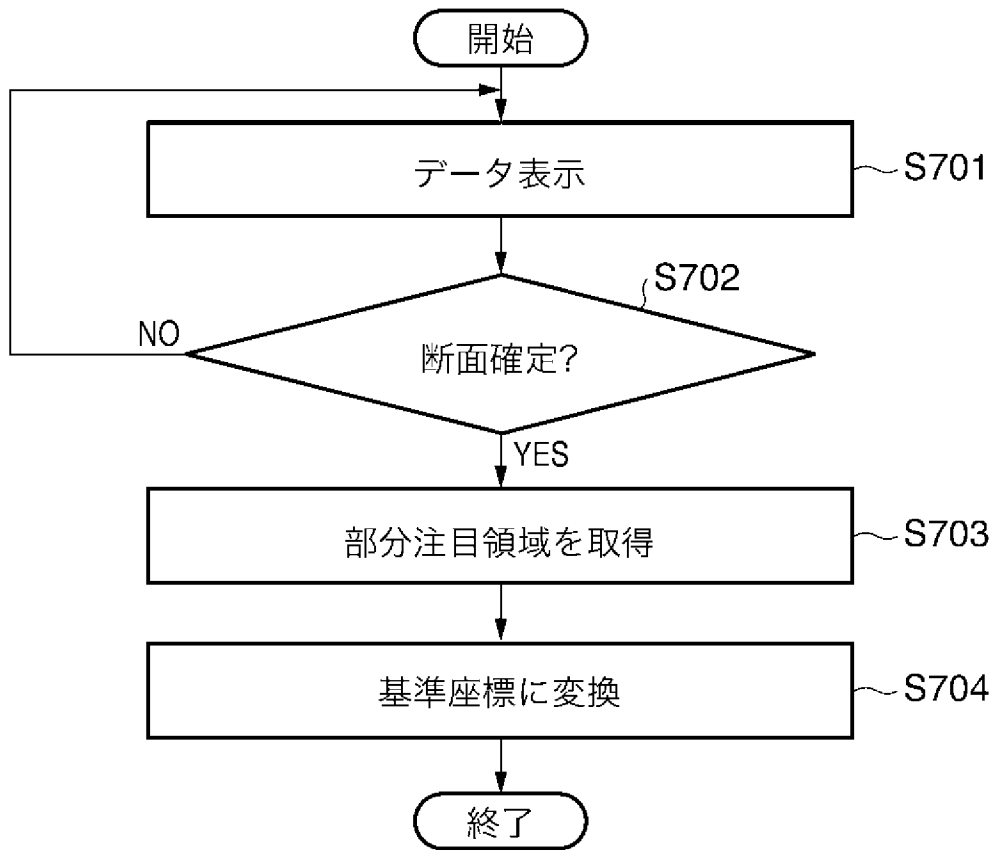 開始
データ表示
S701
S702
断面確定?
NO
YES
部分注目領域を取得
S703
基準座標に変換
S704
終了